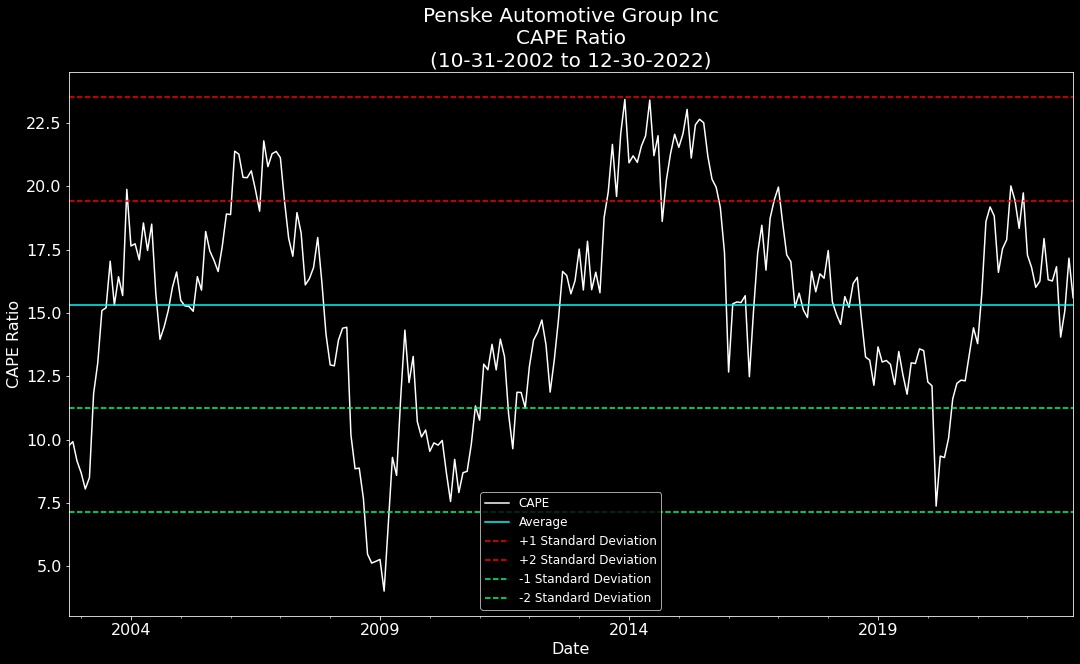 Penske Automotive Group Inc
CAPE Ratio
(10-31-2002 to 12-30-2022)
CAPE Ratio
22.5
20.0
17.5
15.0
12.5
10.0
7.5
5.0
CAPE
Average
+1 Standard Deviation
+2 Standard Deviation
-1 Standard Deviation
-2 Standard Deviation
2004
2009
2014
2019
Date